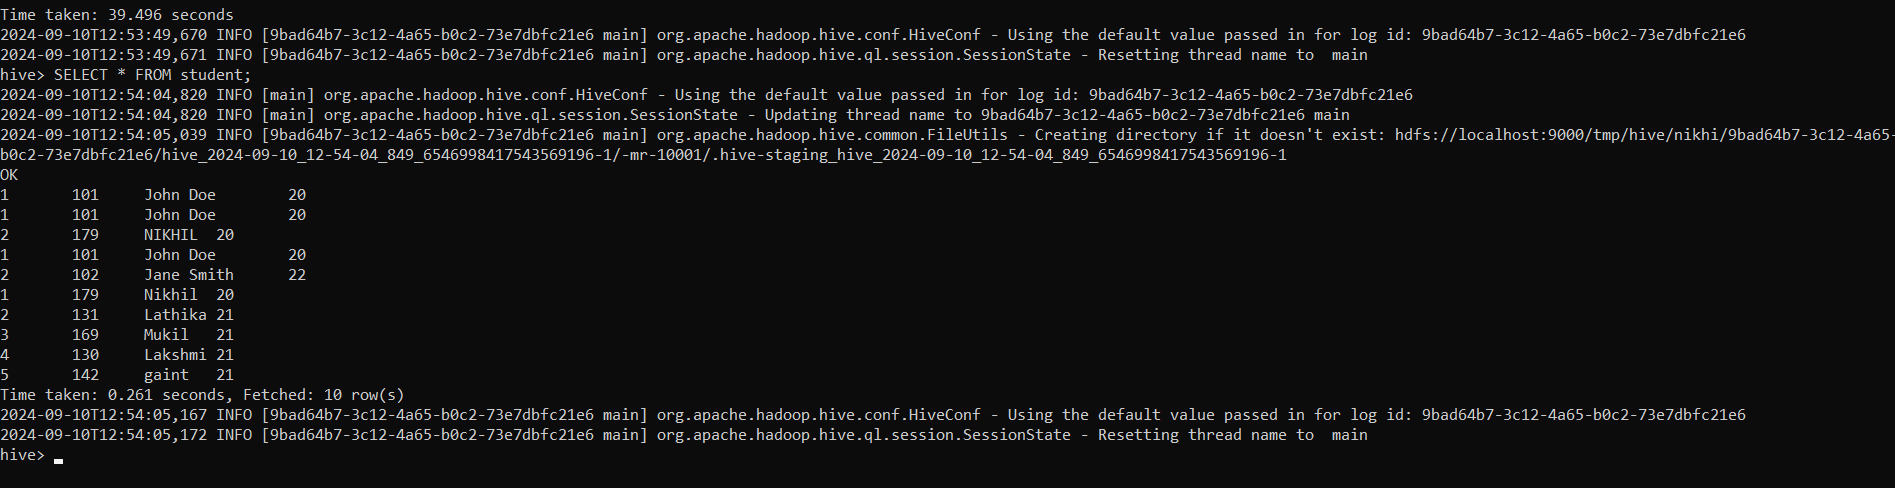 Time taken: 39.496 seconds
2024-09-10T12:53:49,670 INFO [9bad64b7-3c12-4a65-b0c2-73e7dbfc21e6 main] org.apache.hadoop.hive.conf.HiveConf - Using the default value passed in for log id: 9bad64b7-3c12-4a65-b0c2-73e7dbfc21e6
2024-09-10T12:53:49,671 INFO [9bad64b7-3c12-4a65-b0c2-73e7dbfc21e6 main] org.apache.hadoop.hive.ql.session.SessionState - Resetting thread name to  main
hive> SELECT * FROM student;
2024-09-10T12:54:04,820 INFO [main] org.apache.hadoop.hive.conf.HiveConf - Using the default value passed in for log id: 9bad64b7-3c12-4a65-b0c2-73e7dbfc21e6
2024-09-10T12:54:04,820 INFO [main] org.apache.hadoop.hive.ql.session.SessionState - Updating thread name to 9bad64b7-3c12-4a65-b0c2-73e7dbfc21e6 main
2024-09-10T12:54:05,039 INFO [9bad64b7-3c12-4a65-b0c2-73e7dbfc21e6 main] org.apache.hadoop.hive.common.FileUtils - Creating directory if it doesn't exist: hdfs://localhost:9000/tmp/hive/nikhi/9bad64b7-3c12-4a65-
b0c2-73e7dbfc21e6/hive_2024-09-10_12-54-04_849_6546998417543569196-1/-mr-10001/.hive-staging_hive_2024-09-10_12-54-04_849_6546998417543569196-1
OK
1       101     John Doe        20
1       101     John Doe        20
2       179     NIKHIL  20
1       101     John Doe        20
2       102     Jane Smith      22
1       179     Nikhil  20
2       131     Lathika 21
3       169     Mukil   21
4       130     Lakshmi 21
5       142     gaint   21
Time taken: 0.261 seconds, Fetched: 10 row(s)
2024-09-10T12:54:05,167 INFO [9bad64b7-3c12-4a65-b0c2-73e7dbfc21e6 main] org.apache.hadoop.hive.conf.HiveConf - Using the default value passed in for log id: 9bad64b7-3c12-4a65-b0c2-73e7dbfc21e6
2024-09-10T12:54:05,172 INFO [9bad64b7-3c12-4a65-b0c2-73e7dbfc21e6 main] org.apache.hadoop.hive.ql.session.SessionState - Resetting thread name to  main
hive>